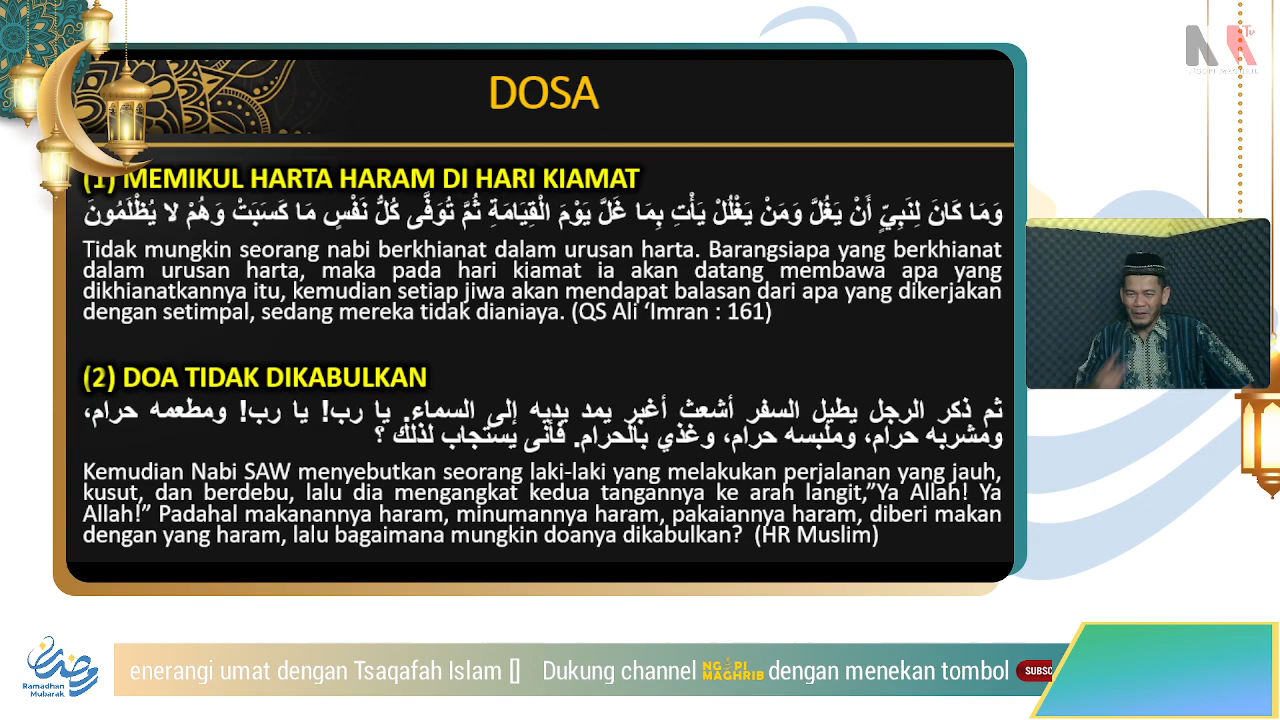 DOSA
(1) MEMIKUL HARTA HARAM DI HARI KIAMAT
وَمَا كَانَ لِنَبِيٍّ أَنْ يَغُلَّ وَمَنْ يَغْلُلْ يَأْتِ بِمَا غَلَّ يَوْمَ الْقِيَامَةِ ثُمَّ تُوَفَّى كُلُّ نَفْسٍ مَا كَسَبَتْ وَهُمْ لا يُظْلَمُونَ
Tidak mungkin seorang nabi berkhianat dalam urusan harta. Barangsiapa yang berkhianat
dalam urusan harta, maka pada hari kiamat ia akan datang membawa apa yang
dikhianatkannya itu, kemudian setiap jiwa akan mendapat balasan dari apa yang dikerjakan
dengan setimpal, sedang mereka tidak dianiaya. (QS Ali ‘Imran : 161)
(2) DOA TIDAK DIKABULKAN
ثم ذكر الرجل يطيل السفر أشعث أغبر يمد يديه إلى السماء. يا رب! يا رب! ومطعمه حرام،
ومشربه حرام، وملبسه حرام، وغذي بالحرام. فأنى يستجاب لذلك ؟
Kemudian Nabi SAW menyebutkan seorang laki-laki yang melakukan perjalanan yang jauh,
kusut, dan berdebu, lalu dia mengangkat kedua tangannya ke arah langit,”Ya Allah! Ya
Allah!” Padahal makanannya haram, minumannya haram, pakaiannya haram, diberi makan
dengan yang haram, lalu bagaimana mungkin doanya dikabulkan? (HR Muslim)
Ramadhan
Mubarak
enerangi umat dengan Tsaqafah Islam [] Dukung channel NGOPI MAGHRIB dengan menekan tombol SUBSC